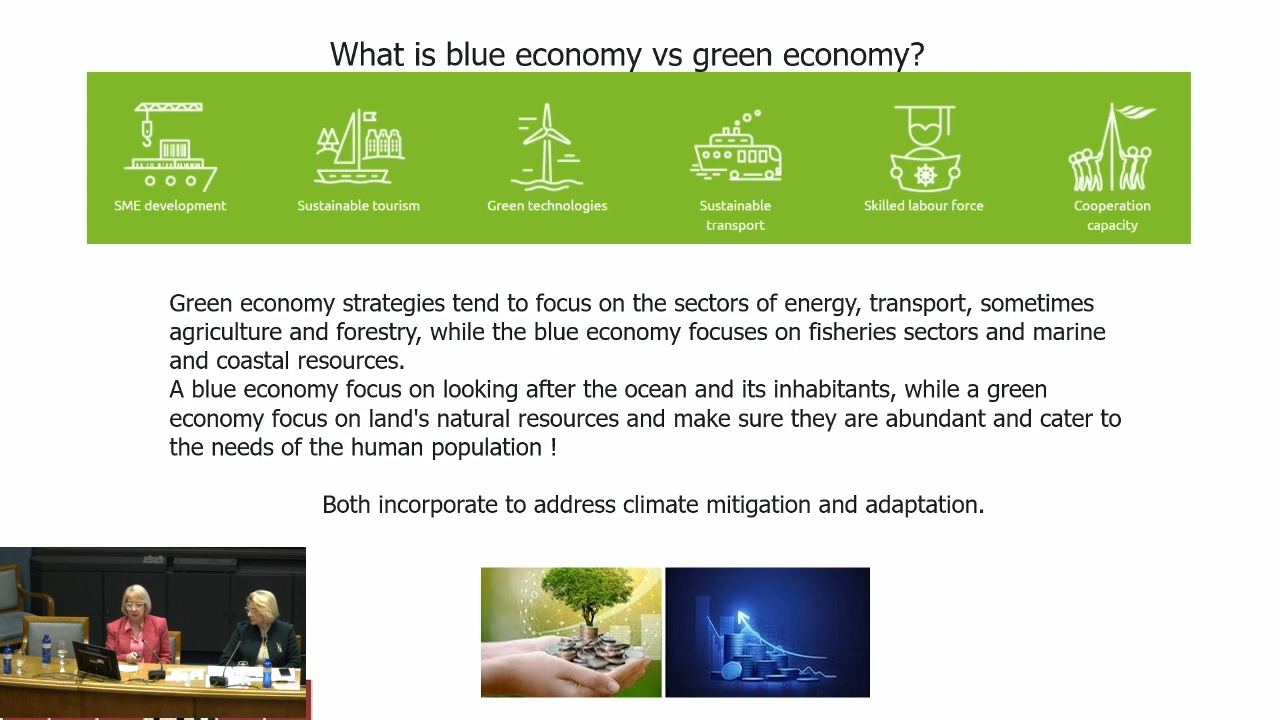 What is blue economy vs green economy?
SME development
Sustainable tourism
Green technologies
Sustainable
transport
Skilled labour force
Cooperation
capacity
Green economy strategies tend to focus on the sectors of energy, transport, sometimes
agriculture and forestry, while the blue economy focuses on fisheries sectors and marine
and coastal resources.
A blue economy focus on looking after the ocean and its inhabitants, while a green
economy focus on land's natural resources and make sure they are abundant and cater to
the needs of the human population !
Both incorporate to address climate mitigation and adaptation.